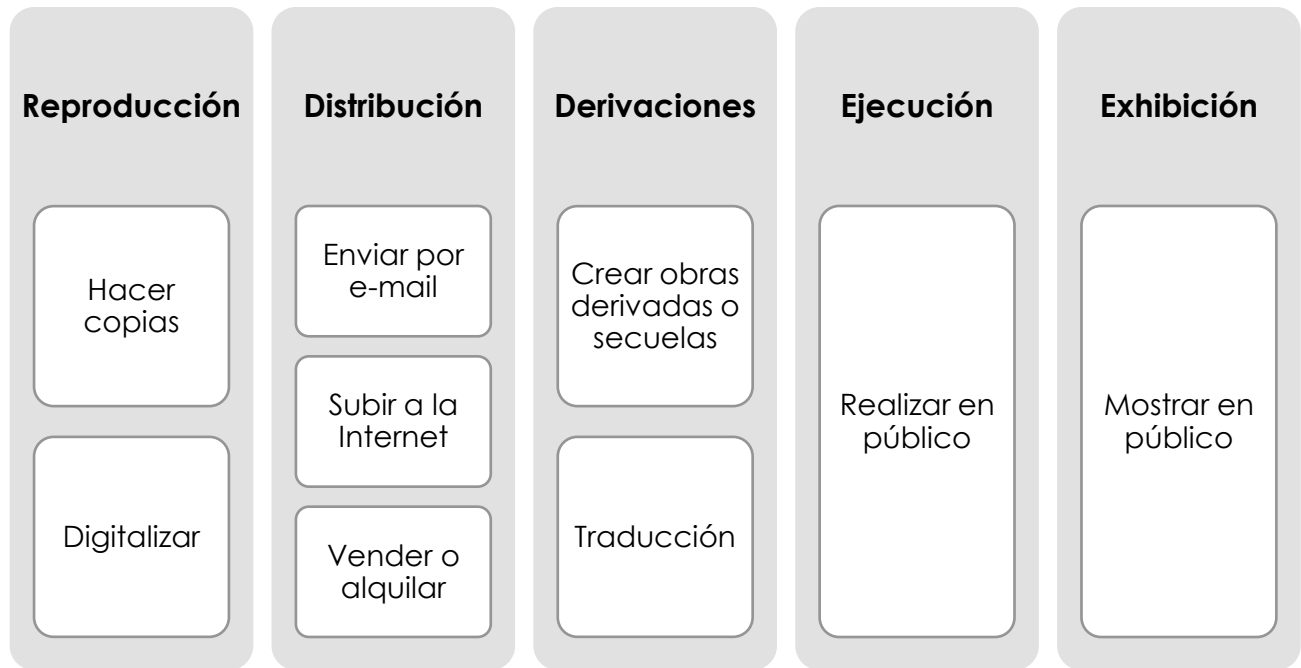 Reproducción
Hacer
copias
Digitalizar
Distribución
Enviar por
e-mail
Subir a la
Internet
Vender o
alquilar
Derivaciones
Crear obras
derivadas o
secuelas
Traducción
Ejecución
Realizar en
público
Exhibición
Mostrar en
público